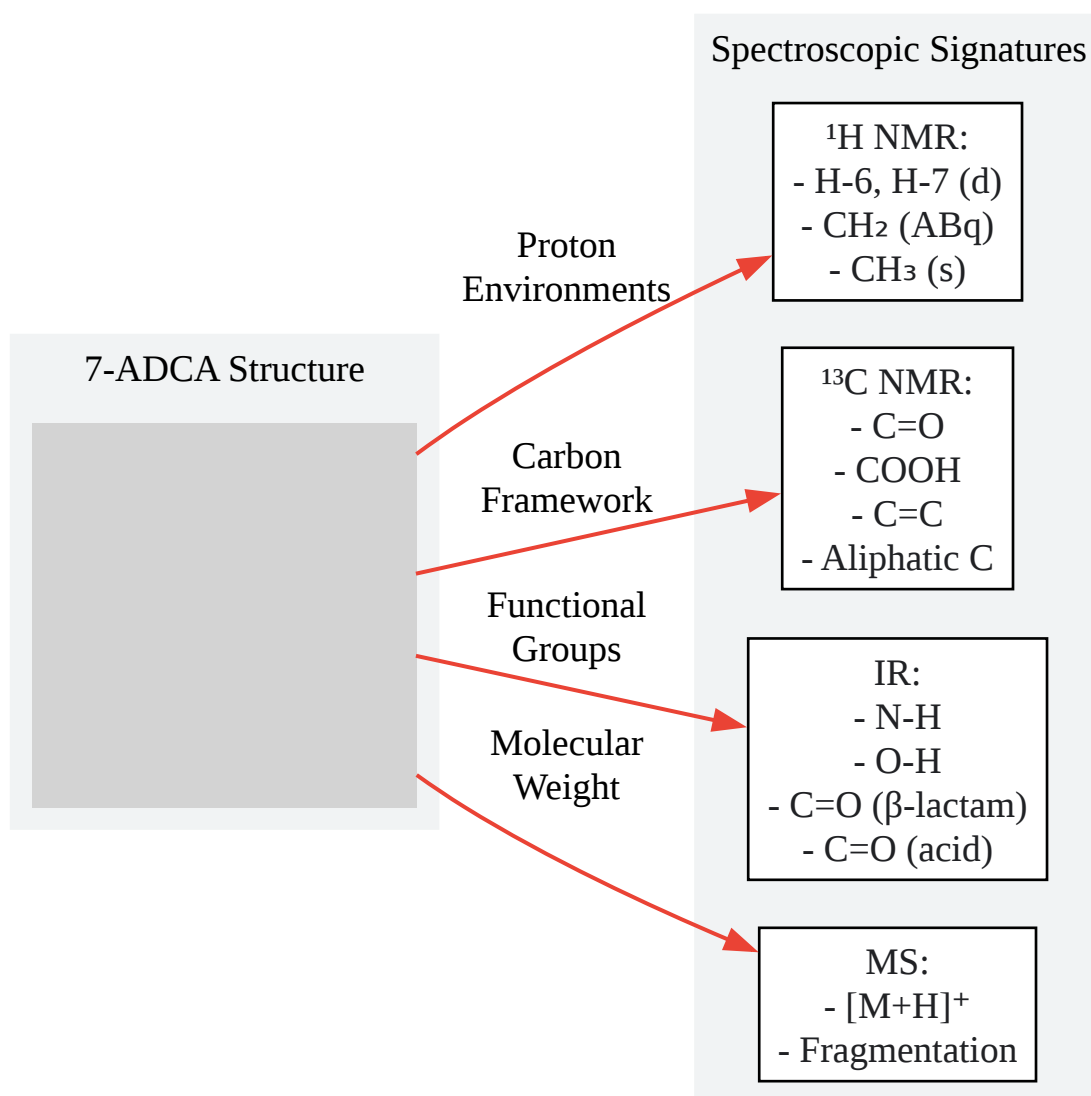 Spectroscopic Signatures
¹H NMR:
- H-6, H-7 (d)
- CH₂ (ABq)
- CH₃ (s)
Proton
Environments
7-ADCA Structure
¹³C NMR:
- C=O
- COOH
- C=C
- Aliphatic C
Carbon
Framework
Functional
Groups
IR:
- N-H
- O-H
- C=O (β-lactam)
- C=O (acid)
Molecular
Weight
MS:
- [M+H]⁺
- Fragmentation